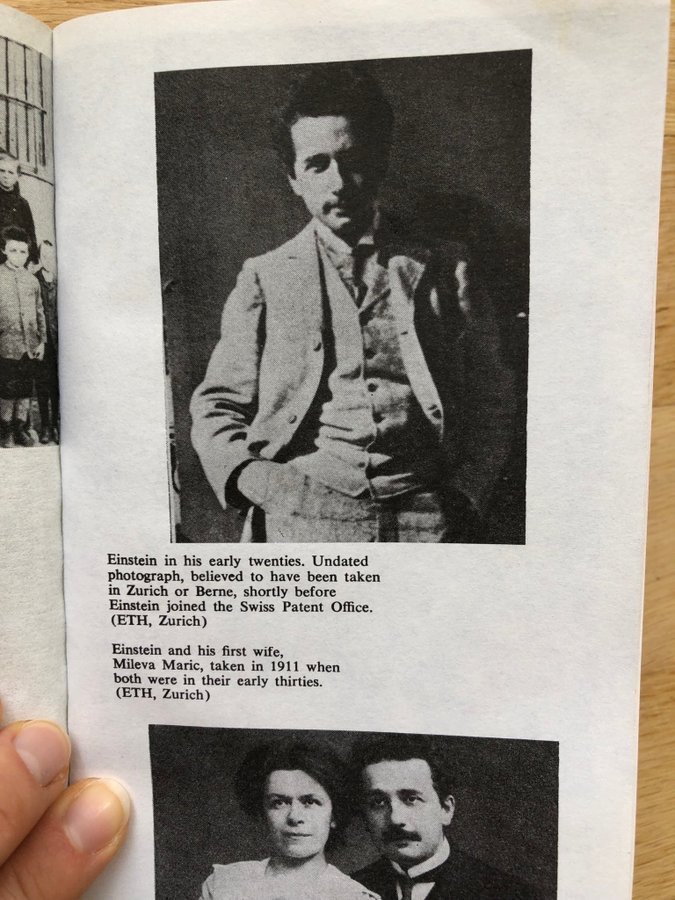 Einstein in his early twenties. Undated
photograph, believed to have been taken
in Zurich or Berne, shortly before
Einstein joined the Swiss Patent Office.
(ETH, Zurich)
Einstein and his first wife,
Mileva Maric, taken in 1911 when
both were in their early thirties.
(ETH, Zurich)